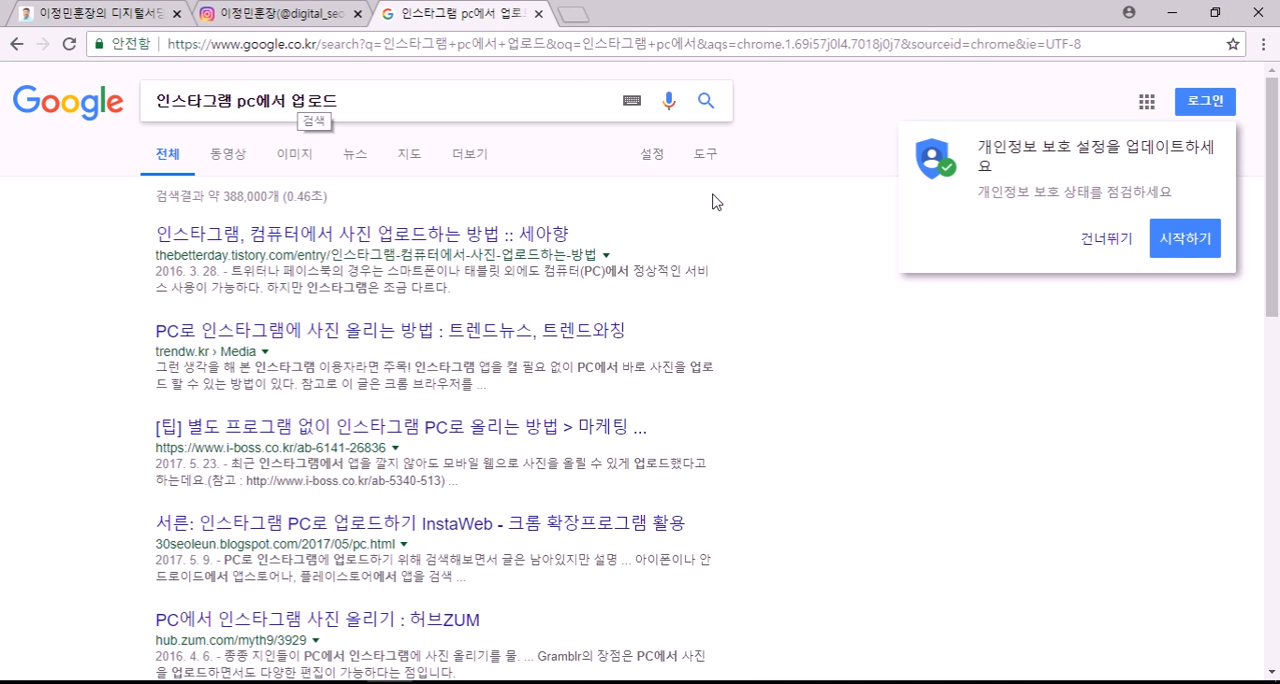 이정민훈장의 디지털서당
이정민훈장(@digital_seo
인스타그램 pc에서 업로드
안전함 https://www.google.co.kr/search?q=인스타그램+pc에서+업로드&oq=인스타그램+pc에서&aqs=chrome.1.69i57j0l4.7018j0j7&sourceid=chrome&ie=UTF-8
Google
인스타그램 pc에서 업로드
로그인
검색
전체 동영상 이미지 뉴스 지도 더보기 설정 도구
개인정보 보호 설정을 업데이트하세
요
개인정보 보호 상태를 점검하세요
건너뛰기 시작하기
검색결과 약 388,000개 (0.46초)
인스타그램, 컴퓨터에서 사진 업로드하는 방법 :: 세아향
thebetterday.tistory.com/entry/인스타그램-컴퓨터에서-사진-업로드하는-방법
2016. 3. 28. - 트위터나 페이스북의 경우는 스마트폰이나 태블릿 외에도 컴퓨터(PC)에서 정상적인 서비
스 사용이 가능하다. 하지만 인스타그램은 조금 다르다.
PC로 인스타그램에 사진 올리는 방법 : 트렌드뉴스, 트렌드와칭
trendw.kr › Media
그런 생각을 해 본 인스타그램 이용자라면 주목! 인스타그램 앱을 켤 필요 없이 PC에서 바로 사진을 업로
드 할 수 있는 방법이 있다. 참고로 이 글은 크롬 브라우저를 ...
[팁] 별도 프로그램 없이 인스타그램 PC로 올리는 방법 > 마케팅 ...
https://www.i-boss.co.kr/ab-6141-26836
2017. 5. 23. - 최근 인스타그램에서 앱을 깔지 않아도 모바일 웹으로 사진을 올릴 수 있게 업로드했다고
하는데요.(참고 : http://www.i-boss.co.kr/ab-5340-513) ...
서른: 인스타그램 PC로 업로드하기 InstaWeb - 크롬 확장프로그램 활용
30seoleun.blogspot.com/2017/05/pc.html
2017. 5. 9. - PC로 인스타그램에 업로드하기 위해 검색해보면서 글은 남아있지만 설명 ... 아이폰이나 안
드로이드에서 앱스토어나, 플레이스토어에서 앱을 검색 ...
PC에서 인스타그램 사진 올리기 : 허브ZUM
hub.zum.com/myth9/3929
2016. 4. 6. - 종종 지인들이 PC에서 인스타그램에 사진 올리기를 물. ... Gramblr의 장점은 PC에서 사진
을 업로드하면서도 다양한 편집이 가능하다는 점입니다.